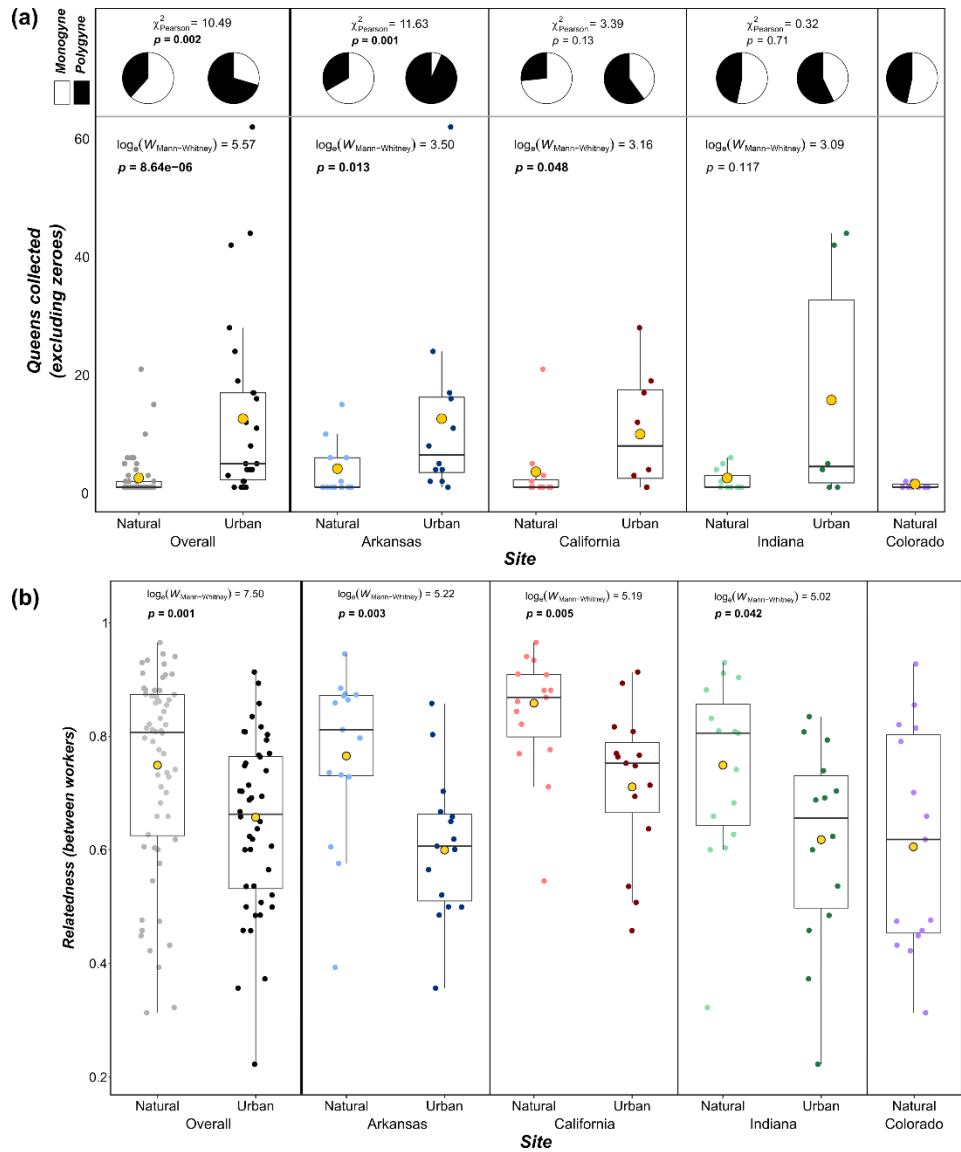 (a)
Monogyne
Polygyne
χ²Pearson = 10.49
p = 0.002
χ²Pearson = 11.63
p = 0.001
χ²Pearson = 3.39
p = 0.13
χ²Pearson = 0.32
p = 0.71
Queens collected
(excluding zeroes)
60
40
20
0
logₑ(WMann−Whitney) = 5.57
p = 8.64e−06
logₑ(WMann−Whitney) = 3.50
p = 0.013
logₑ(WMann−Whitney) = 3.16
p = 0.048
logₑ(WMann−Whitney) = 3.09
p = 0.117
Natural Urban Natural Urban Natural Urban Natural Urban Natural
Overall Arkansas California Indiana Colorado
Site
(b)
Relatedness (between workers)
1
0.8
0.6
0.4
0.2
logₑ(WMann−Whitney) = 7.50
p = 0.001
logₑ(WMann−Whitney) = 5.22
p = 0.003
logₑ(WMann−Whitney) = 5.19
p = 0.005
logₑ(WMann−Whitney) = 5.02
p = 0.042
Natural Urban Natural Urban Natural Urban Natural Urban Natural
Overall Arkansas California Indiana Colorado
Site